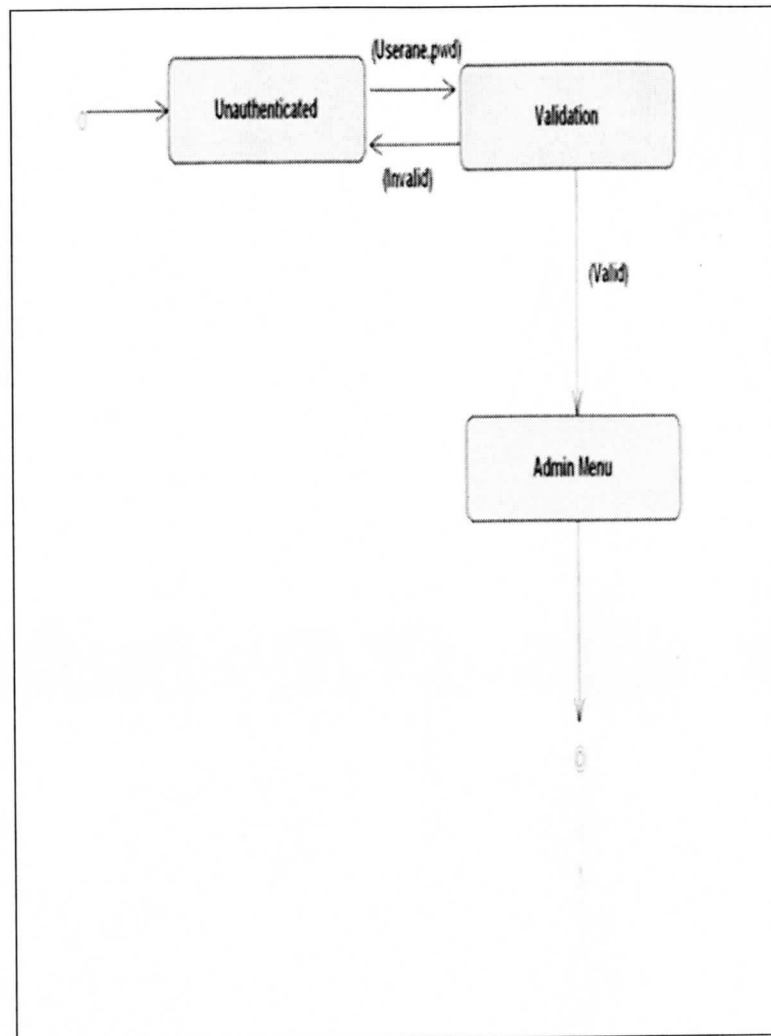 (Userane.pwd)
Unauthenticated
Validation
(Invalid)
(Valid)
Admin Menu